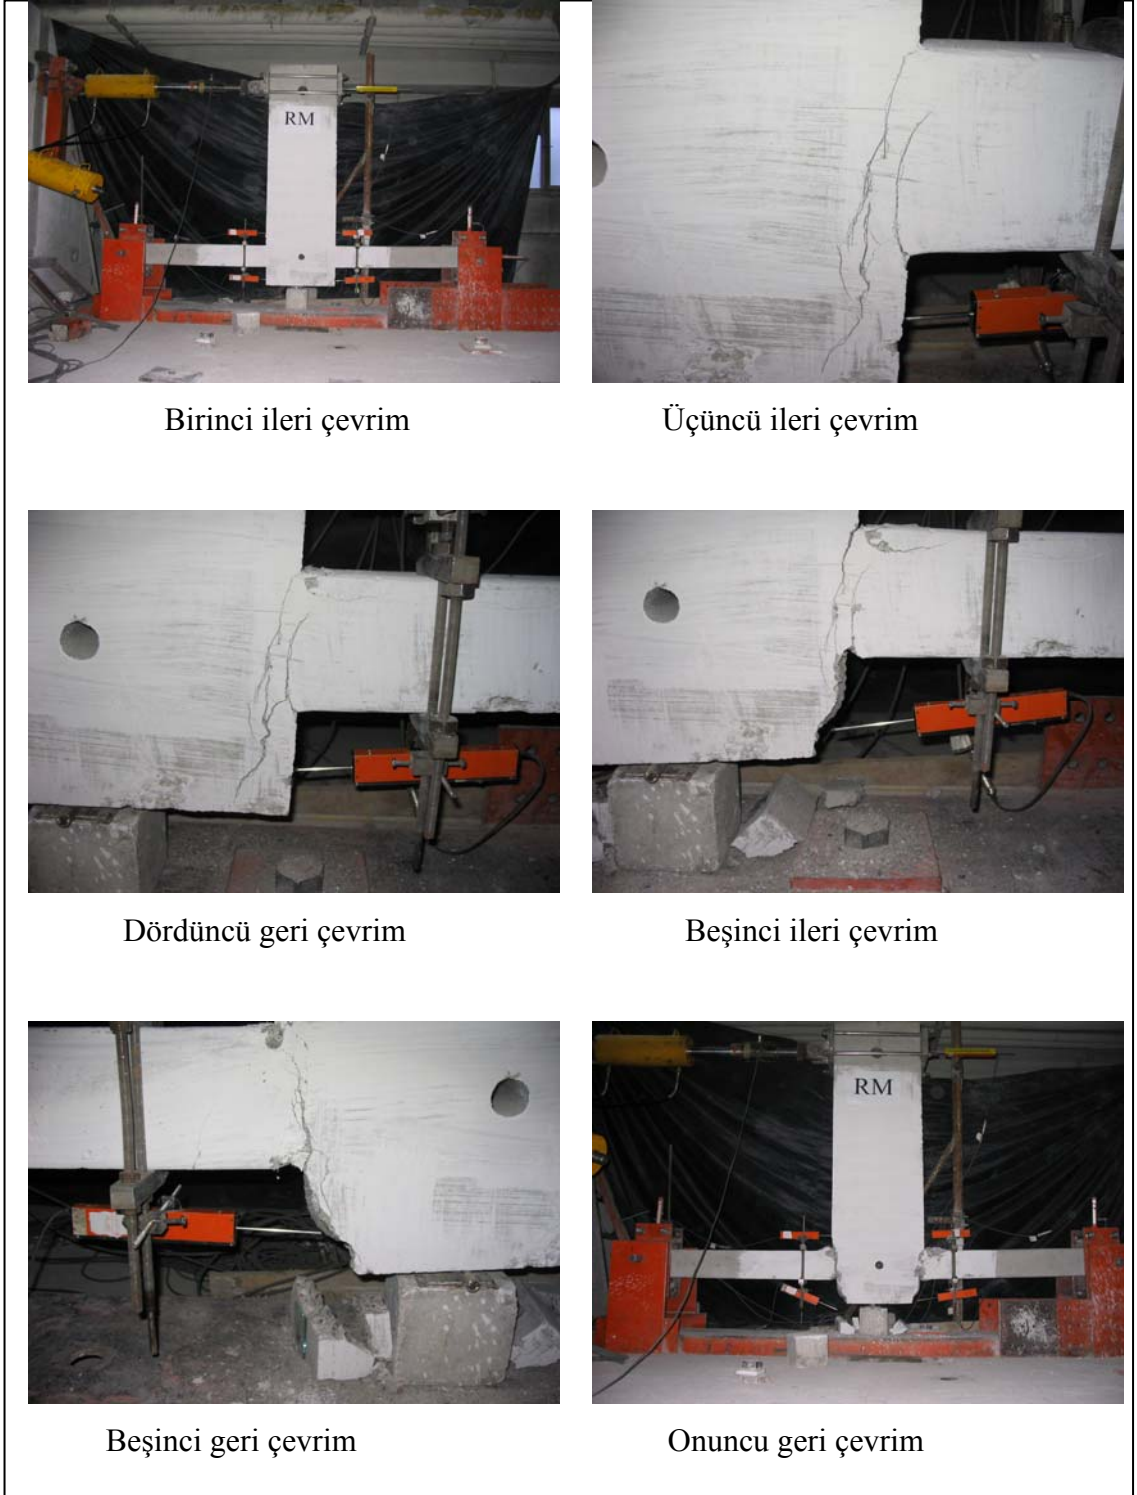 RM
Birinci ileri çevrim
Üçüncü ileri çevrim
Dördüncü geri çevrim
Beşinci ileri çevrim
RM
Beşinci geri çevrim
Onuncu geri çevrim